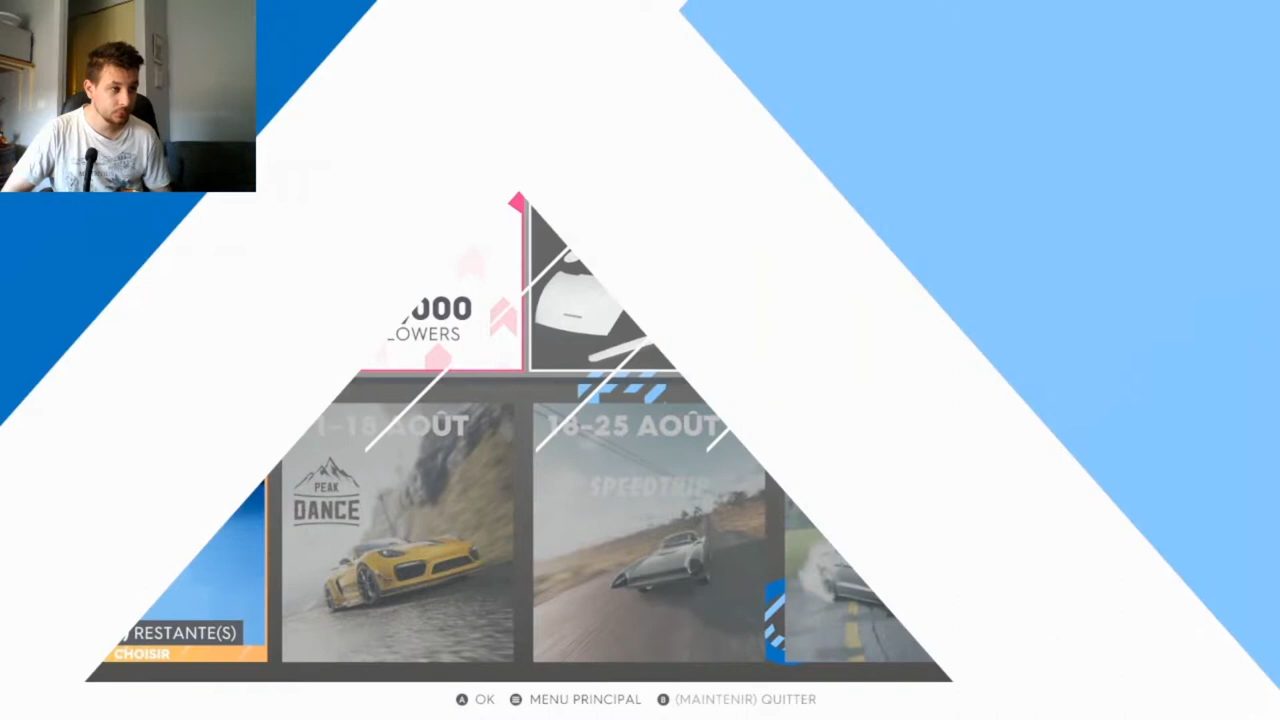 000
LOWERS
-18 AOÛT
18-25 AOÛT
PEAK
DANCE
SPEEDTRIP
RESTANTE(S)
CHOISIR
A OK MENU PRINCIPAL B (MAINTENIR) QUITTER